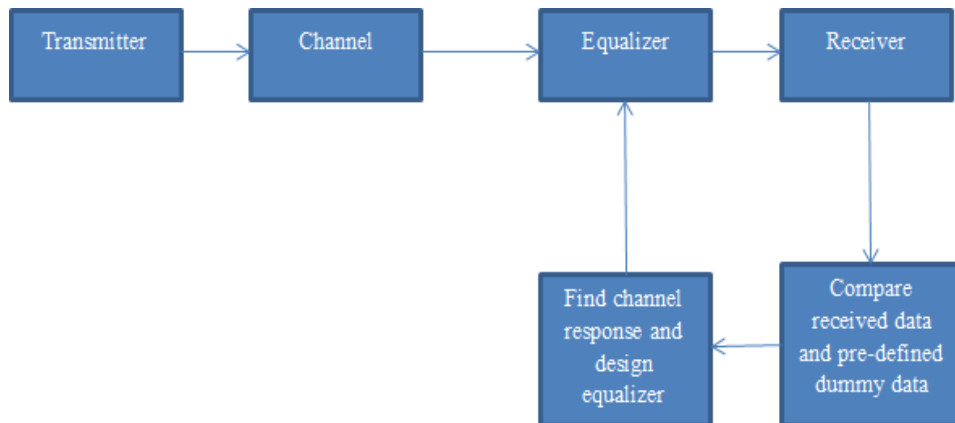 Transmitter
Channel
Equalizer
Receiver
Find channel
response and
design
equalizer
Compare
received data
and pre-defined
dummy data